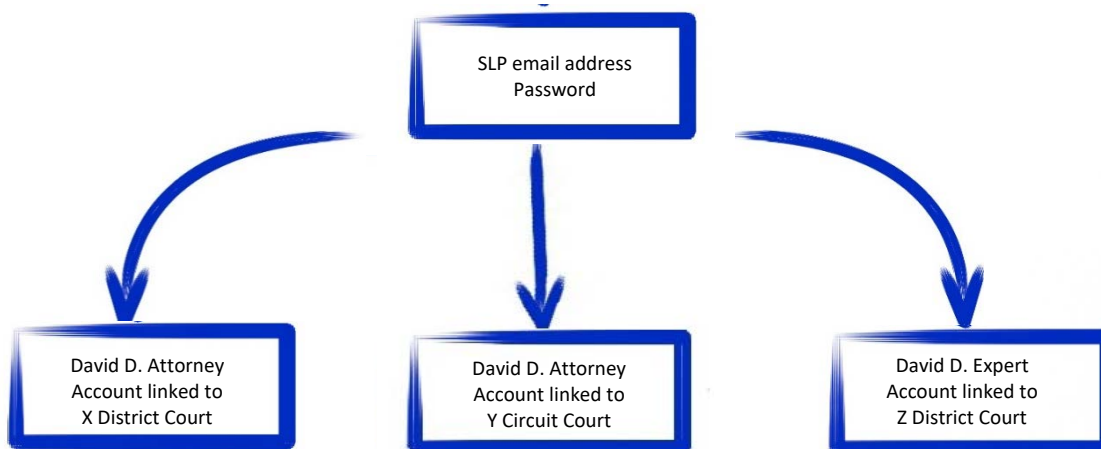 SLP email address
Password
David D. Attorney
Account linked to
X District Court
David D. Attorney
Account linked to
Y Circuit Court
David D. Expert
Account linked to
Z District Court